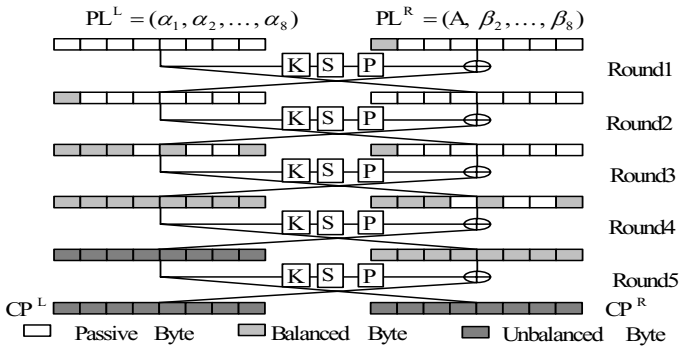 PL^L = (α₁, α₂, ..., α₈) PL^R = (A, β₂, ..., β₈)
K S P Round1
K S P Round2
K S P Round3
K S P Round4
K S P Round5
CP^L CP^R
Passive Byte Balanced Byte Unbalanced Byte